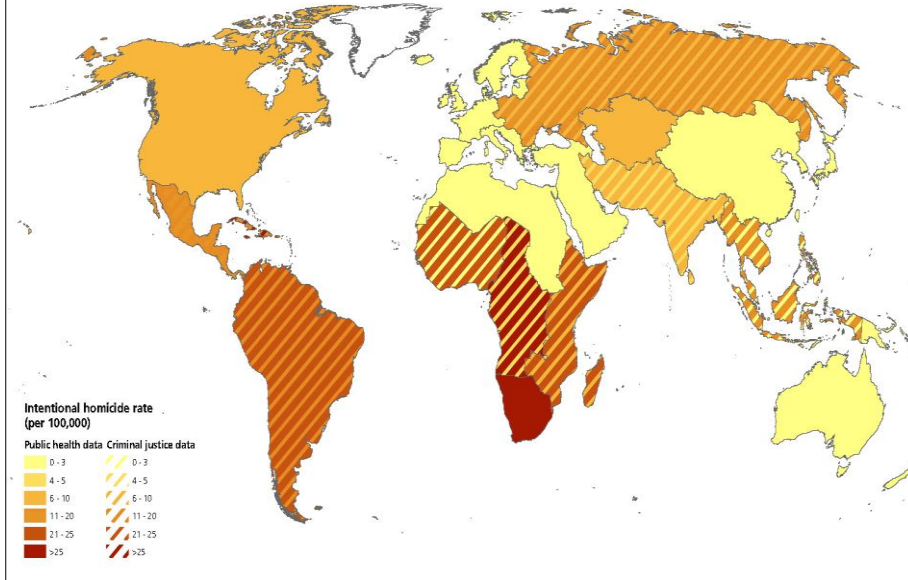 Intentional homicide rate
(per 100,000)
Public health data Criminal justice data
0 - 3 0 - 3
4 - 5 4 - 5
6 - 10 6 - 10
11 - 20 11 - 20
21 - 25 21 - 25
>25 >25